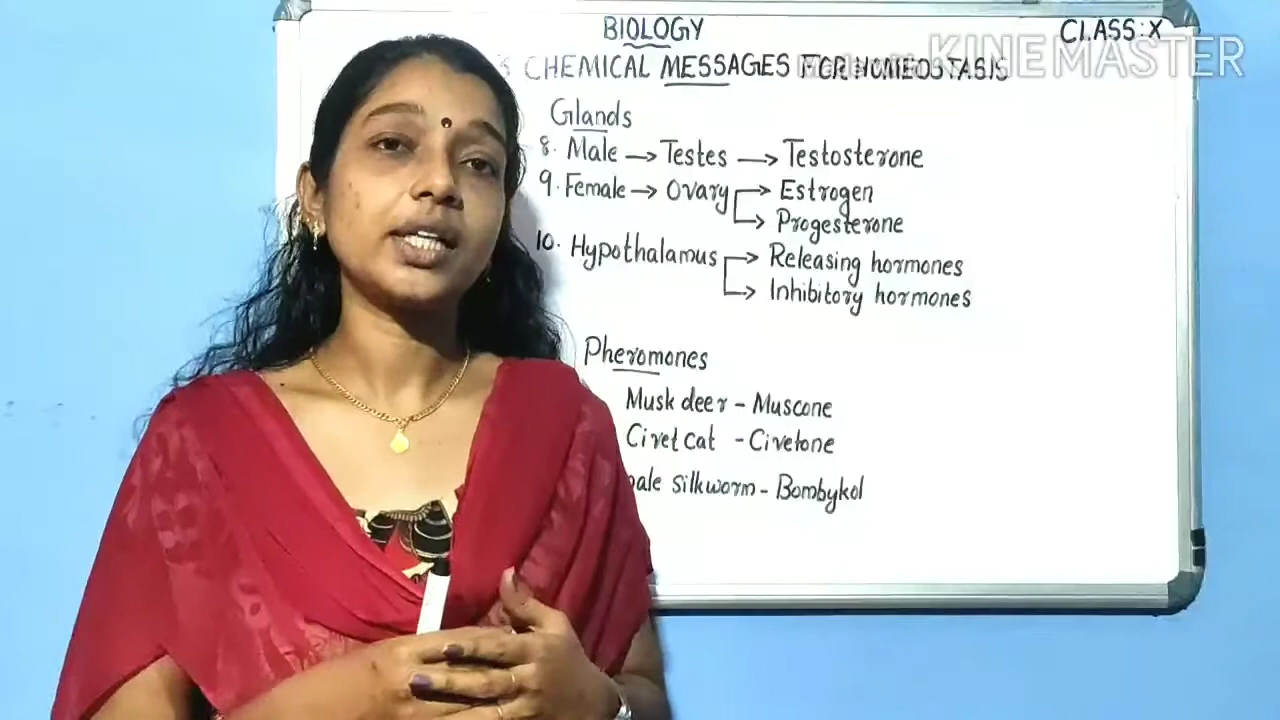 BIOLOGY
CLASS: X
CHEMICAL MESSAGES FOR HOMEOSTASIS
KINEMASTER
Glands
8. Male → Testes → Testosterone
9. Female → Ovary → Estrogen
→ Progesterone
10. Hypothalamus → Releasing hormones
→ Inhibitory hormones
Pheromones
Musk deer - Muscone
Civet cat - Civetone
silkworm - Bombykol